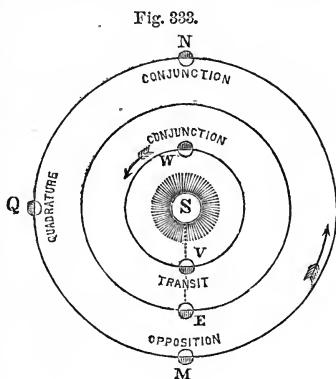 Fig. 333.
N
CONJUNCTION
CONJUNCTION
W
Q
QUADRATURE
S
V
TRANSIT
E
OPPOSITION
M